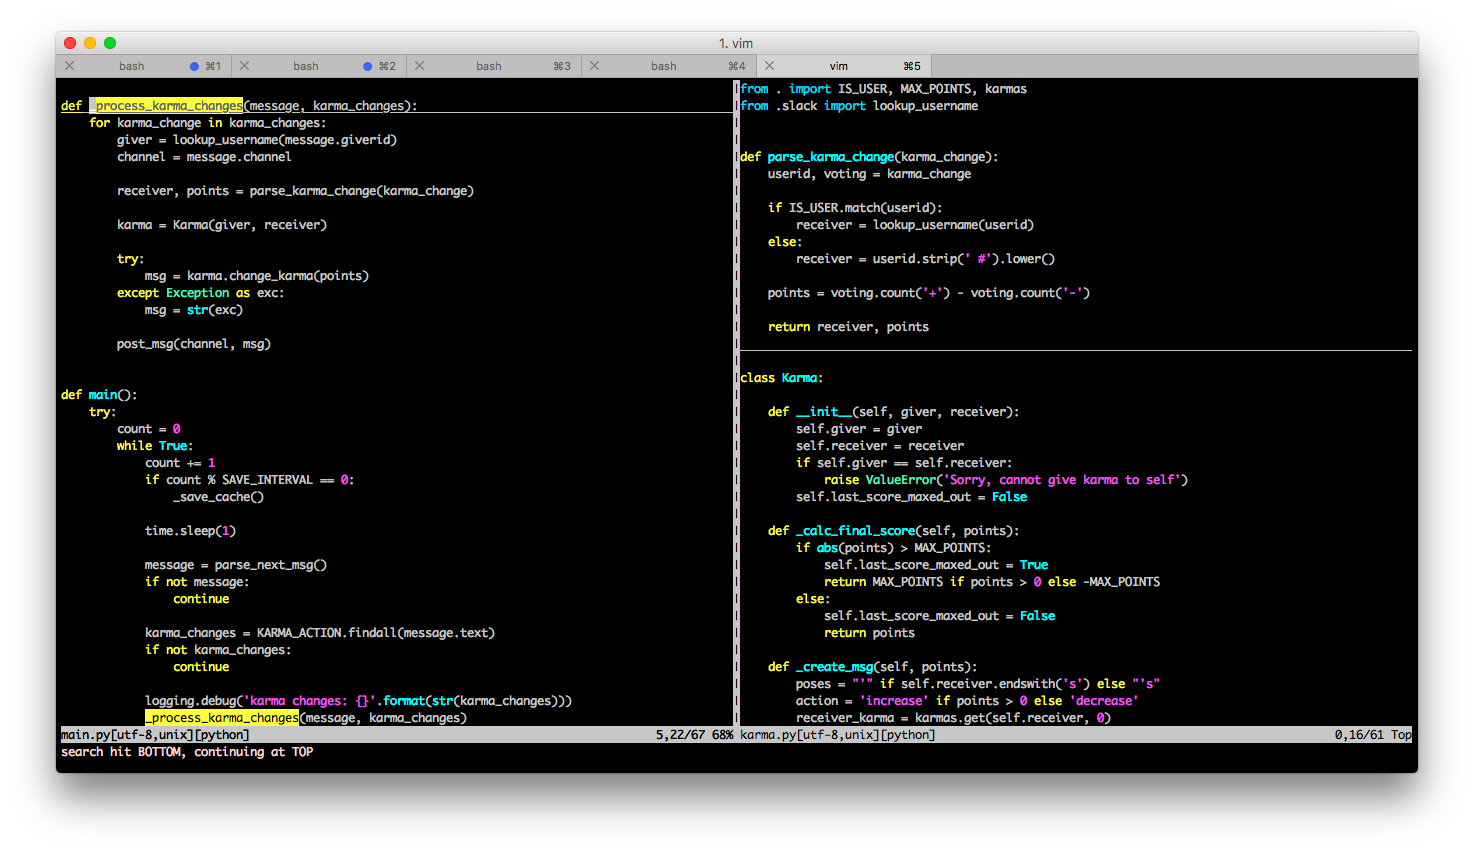 1. vim
bash ⌘1 bash ⌘2 bash ⌘3 bash ⌘4 vim ⌘5
def _process_karma_changes(message, karma_changes):
    for karma_change in karma_changes:
        giver = lookup_username(message.giverid)
        channel = message.channel
        receiver, points = parse_karma_change(karma_change)
        karma = Karma(giver, receiver)
        try:
            msg = karma.change_karma(points)
        except Exception as exc:
            msg = str(exc)
        post_msg(channel, msg)
def main():
    try:
        count = 0
        while True:
            count += 1
            if count % SAVE_INTERVAL == 0:
                _save_cache()
            time.sleep(1)
            message = parse_next_msg()
            if not message:
                continue
            karma_changes = KARMA_ACTION.findall(message.text)
            if not karma_changes:
                continue
            logging.debug('karma changes: {}'.format(str(karma_changes)))
            _process_karma_changes(message, karma_changes)
main.py[utf-8,unix][python] 5,22/67 68%
from . import IS_USER, MAX_POINTS, karmas
from .slack import lookup_username
def parse_karma_change(karma_change):
    userid, voting = karma_change
    if IS_USER.match(userid):
        receiver = lookup_username(userid)
    else:
        receiver = userid.strip(' #').lower()
    points = voting.count('+') - voting.count('-')
    return receiver, points
class Karma:
    def __init__(self, giver, receiver):
        self.giver = giver
        self.receiver = receiver
        if self.giver == self.receiver:
            raise ValueError('Sorry, cannot give karma to self')
        self.last_score_maxed_out = False
    def _calc_final_score(self, points):
        if abs(points) > MAX_POINTS:
            self.last_score_maxed_out = True
            return MAX_POINTS if points > 0 else -MAX_POINTS
        else:
            self.last_score_maxed_out = False
            return points
    def _create_msg(self, points):
        poses = "'" if self.receiver.endswith('s') else "'s"
        action = 'increase' if points > 0 else 'decrease'
        receiver_karma = karmas.get(self.receiver, 0)
karma.py[utf-8,unix][python] 0,16/61 Top
search hit BOTTOM, continuing at TOP